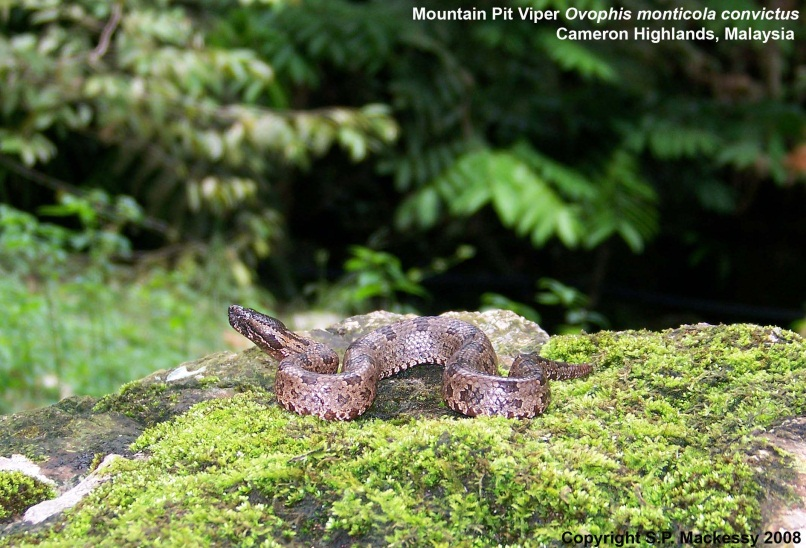 Mountain Pit Viper Ovophis monticola convictus
Cameron Highlands, Malaysia
Copyright S.P. Mackessy 2008